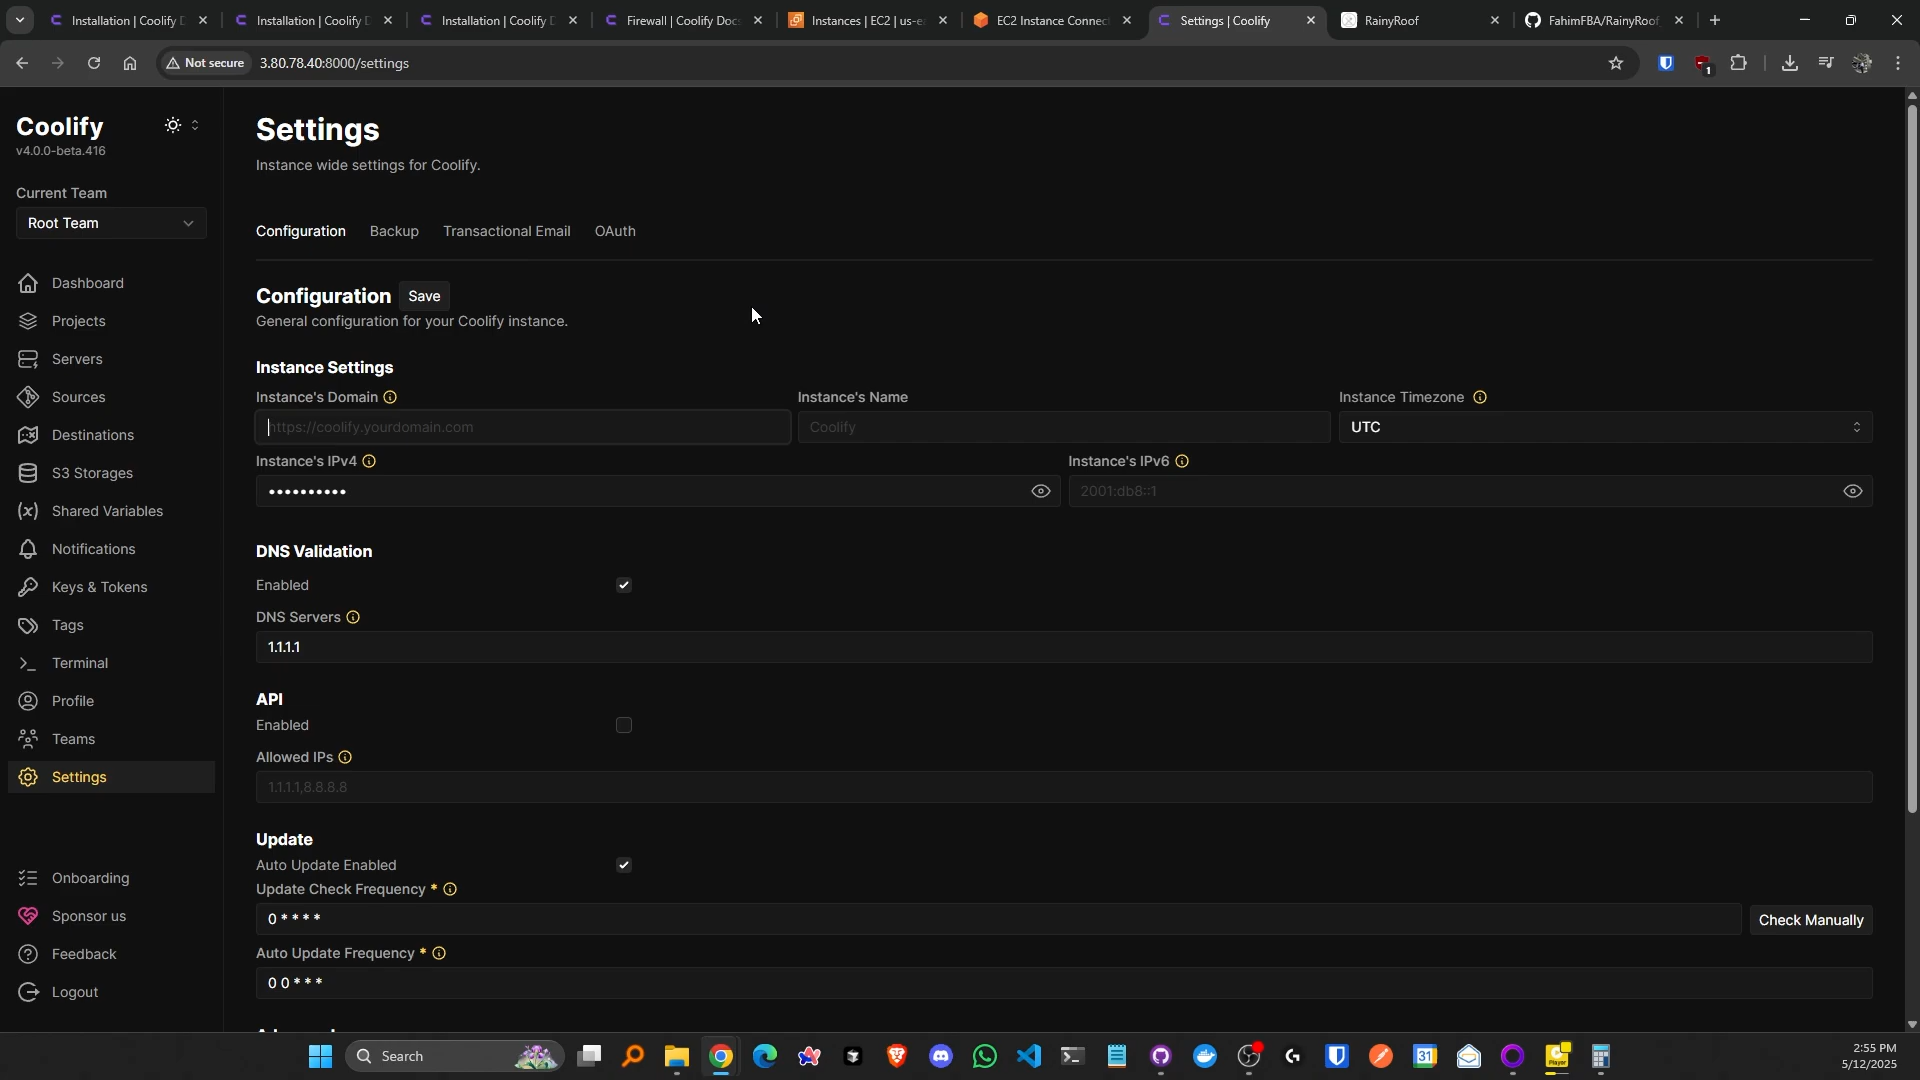 Installation | Coolify D
Installation | Coolify D
Installation | Coolify D
Firewall | Coolify Docs
Instances | EC2 | us-ea
EC2 Instance Connect
Settings | Coolify
RainyRoof
FahimFBA/RainyRoof
Not secure
3.80.78.40:8000/settings
1
Coolify
v4.0.0-beta.416
Current Team
Root Team
Dashboard
Projects
Servers
Sources
Destinations
S3 Storages
Shared Variables
Notifications
Keys & Tokens
Tags
Terminal
Profile
Teams
Settings
Onboarding
Sponsor us
Feedback
Logout
Settings
Instance wide settings for Coolify.
Configuration
Backup
Transactional Email
OAuth
Configuration
Save
General configuration for your Coolify instance.
Instance Settings
Instance's Domain
Instance's Name
Instance Timezone
https://coolify.yourdomain.com
Coolify
UTC
Instance's IPv4
Instance's IPv6
••••••••••
2001:db8::1
DNS Validation
Enabled
DNS Servers
1.1.1.1
API
Enabled
Allowed IPs
1.1.1.1,8.8.8.8
Update
Auto Update Enabled
Update Check Frequency *
0 * * * *
Check Manually
Auto Update Frequency *
0 0 * * *
Search
31
2:55 PM
5/12/2025